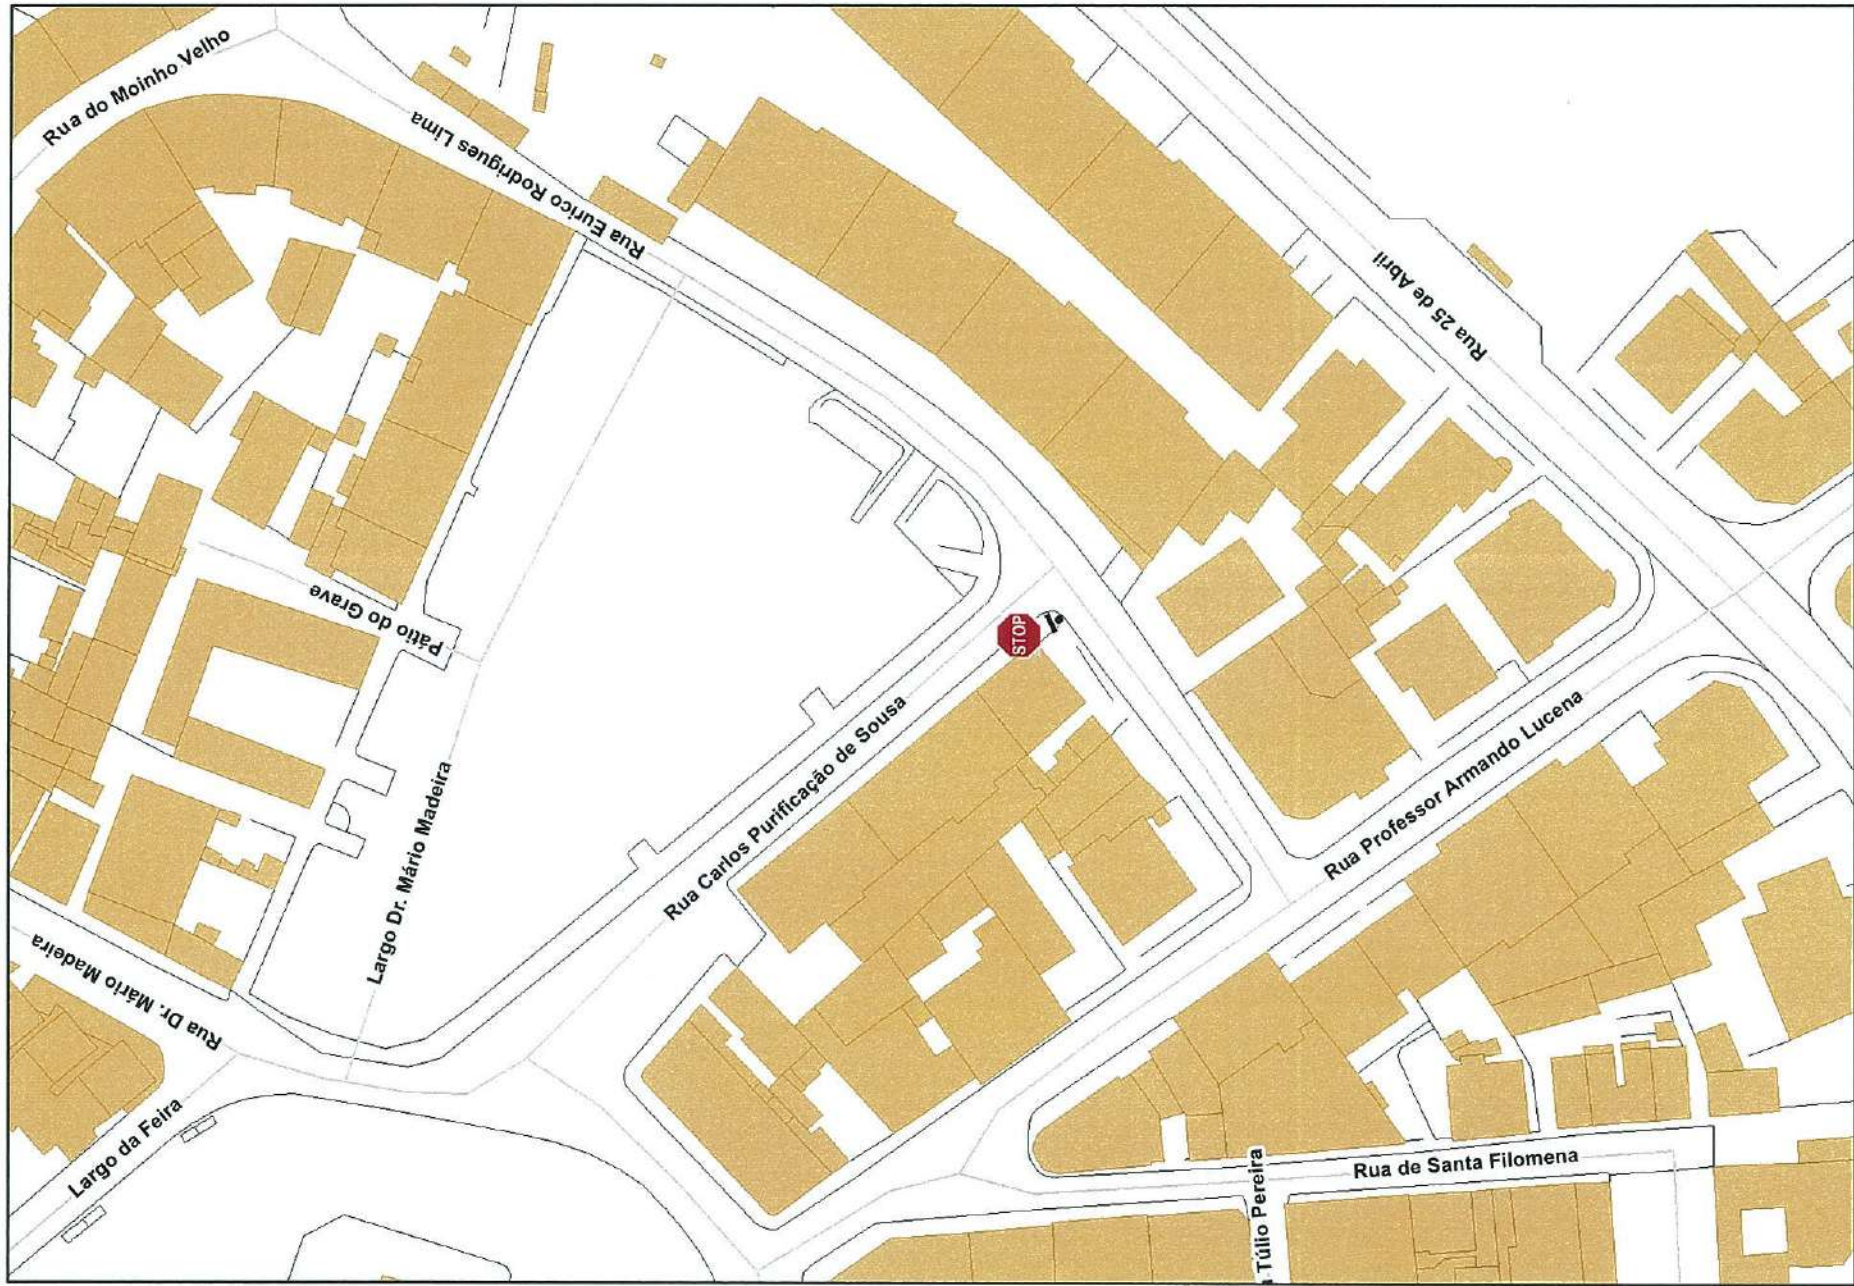 Rua do Moinho Velho
Rua Eurico Rodrigues Lima
Rua 25 de Abril
Pátio do Grave
STOP
Largo Dr. Mário Madeira
Rua Carlos Purificação de Sousa
Rua Professor Armando Lucena
Rua Dr. Mário Madeira
Largo da Feira
Rua de Santa Filomena
Túlio Pereira